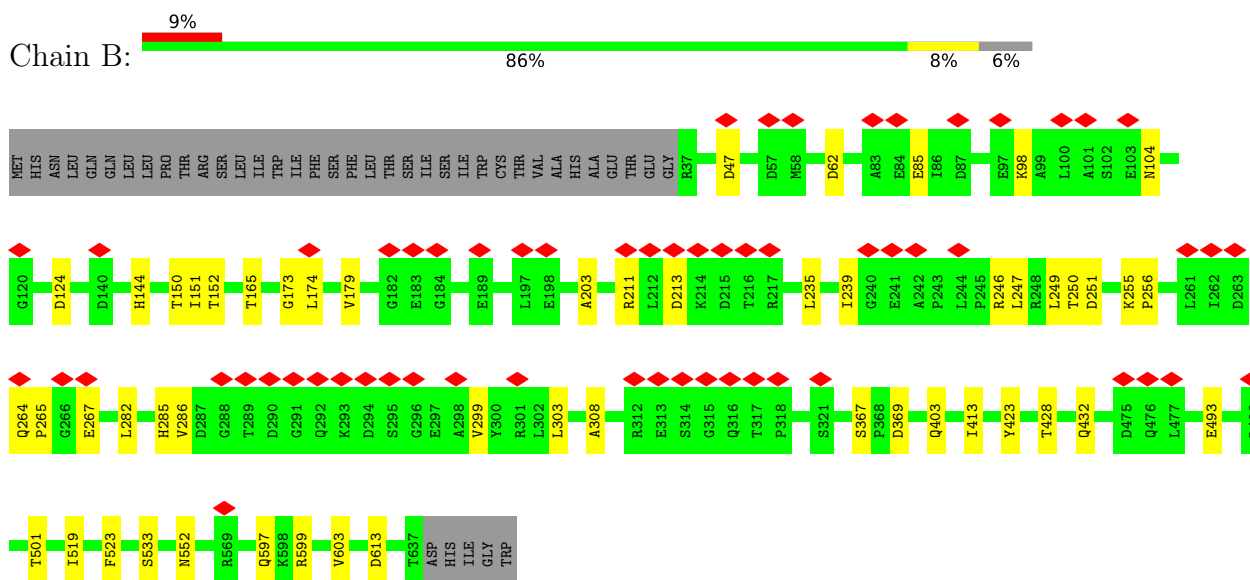 9%
Chain B:
86% 8% 6%
MET HIS ASN LEU GLN GLN LEU LEU PRO THR ARG SER LEU ILE TRP ILE PHE SER PHE LEU THR SER ILE SER ILE TRP CYS THR VAL ALA HIS ALA GLU THR GLU GLY R37 D47 D57 M58 D62 A83 E84 E85 I86 D87 E97 K98 A99 L100 A101 S102 E103 N104
G120 D124 D140 H144 T150 I151 T152 T165 G173 L174 V179 G182 E183 G184 E189 L197 E198 A203 R211 L212 D213 K214 D215 T216 R217 L235 I239 G240 E241 A242 P243 L244 P245 R246 L247 R248 L249 T250 D251 K255 P256 L261 I262 D263
Q264 P265 G266 E267 L282 H285 V286 D287 G288 T289 D290 G291 Q292 K293 D294 S295 G296 E297 A298 V299 Y300 R301 L302 L303 A308 R312 E313 S314 G315 Q316 T317 P318 S321 S367 P368 D369 Q403 I413 Y423 T428 Q432 D475 Q476 L477 E493
T501 I519 F523 S533 N552 R569 Q597 K598 R599 V603 D613 T637 ASP HIS ILE GLY TRP